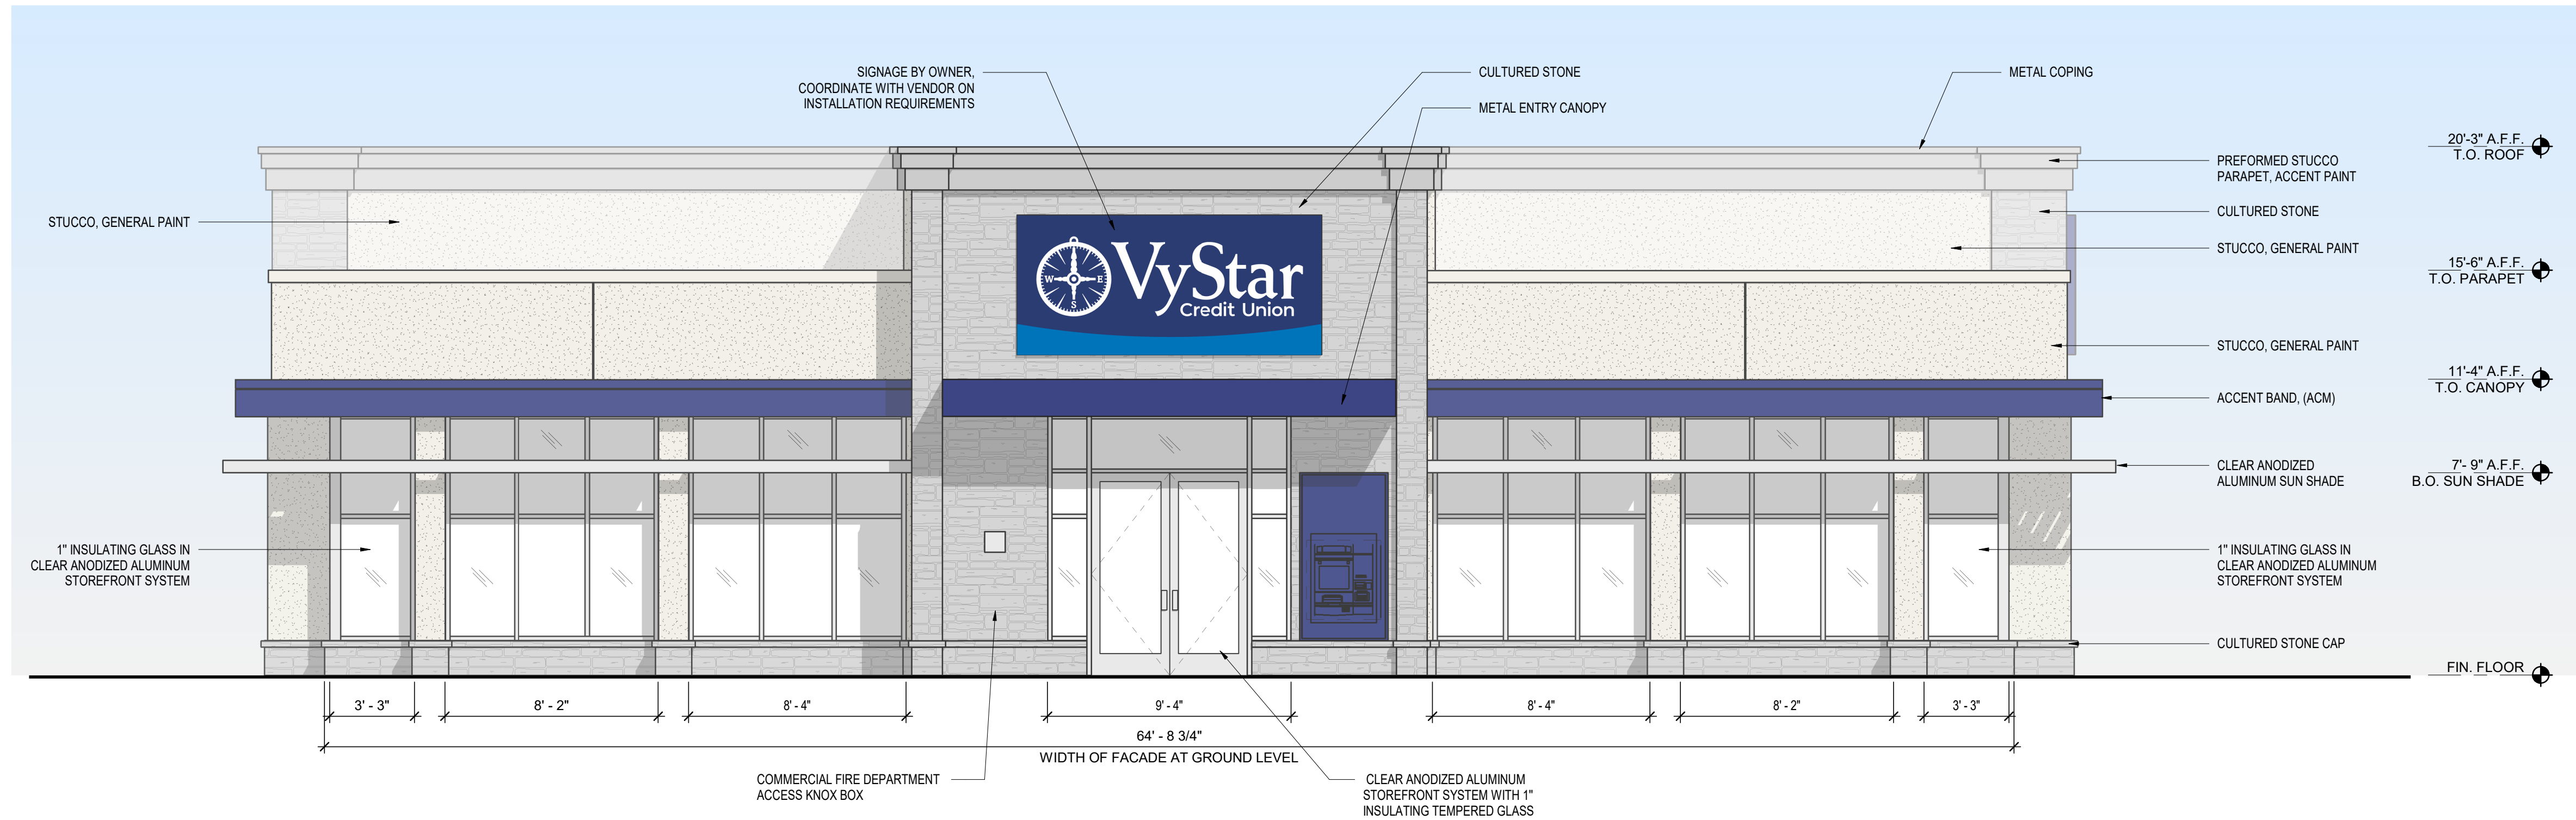 SIGNAGE BY OWNER,
COORDINATE WITH VENDOR ON
INSTALLATION REQUIREMENTS
CULTURED STONE
METAL ENTRY CANOPY
METAL COPING
20'-3" A.F.F.
T.O. ROOF
PREFORMED STUCCO
PARAPET, ACCENT PAINT
STUCCO, GENERAL PAINT
CULTURED STONE
STUCCO, GENERAL PAINT
N
W E
S
VyStar
Credit Union
15'-6" A.F.F.
T.O. PARAPET
STUCCO, GENERAL PAINT
11'-4" A.F.F.
T.O. CANOPY
ACCENT BAND, (ACM)
CLEAR ANODIZED
ALUMINUM SUN SHADE
7'- 9" A.F.F.
B.O. SUN SHADE
1" INSULATING GLASS IN
CLEAR ANODIZED ALUMINUM
STOREFRONT SYSTEM
1" INSULATING GLASS IN
CLEAR ANODIZED ALUMINUM
STOREFRONT SYSTEM
CULTURED STONE CAP
FIN. FLOOR
3' - 3"
8' - 2"
8' - 4"
9' - 4"
8' - 4"
8' - 2"
3' - 3"
64' - 8 3/4"
WIDTH OF FACADE AT GROUND LEVEL
COMMERCIAL FIRE DEPARTMENT
ACCESS KNOX BOX
CLEAR ANODIZED ALUMINUM
STOREFRONT SYSTEM WITH 1"
INSULATING TEMPERED GLASS